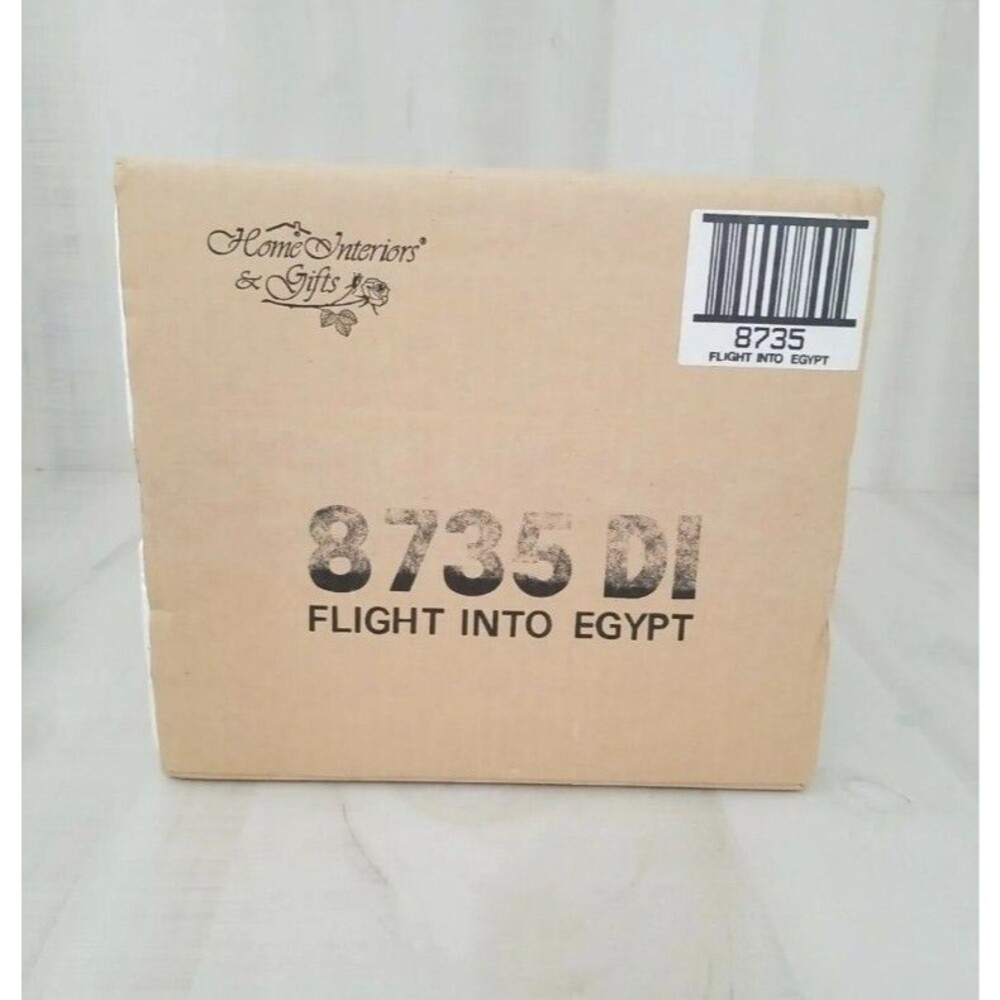 Home Interiors®
& Gifts
8735
FLIGHT INTO EGYPT
8735 DI
FLIGHT INTO EGYPT